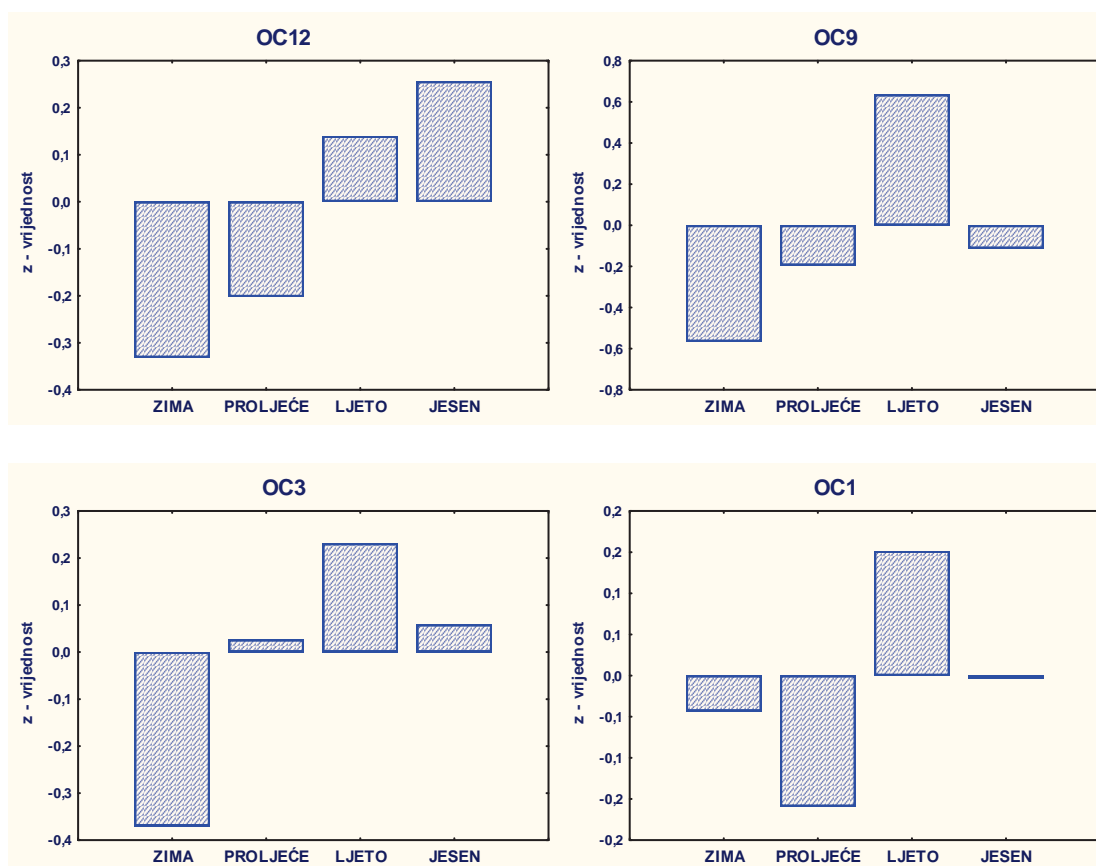 OC12
z - vrijednost
0,3
0,2
0,1
0,0
-0,1
-0,2
-0,3
-0,4
ZIMA PROLJEĆE LJETO JESEN
OC9
z - vrijednost
0,8
0,6
0,4
0,2
0,0
-0,2
-0,4
-0,6
-0,8
ZIMA PROLJEĆE LJETO JESEN
OC3
z - vrijednost
0,3
0,2
0,1
0,0
-0,1
-0,2
-0,3
-0,4
ZIMA PROLJEĆE LJETO JESEN
OC1
z - vrijednost
0,2
0,2
0,1
0,1
0,0
-0,1
-0,1
-0,2
-0,2
ZIMA PROLJEĆE LJETO JESEN